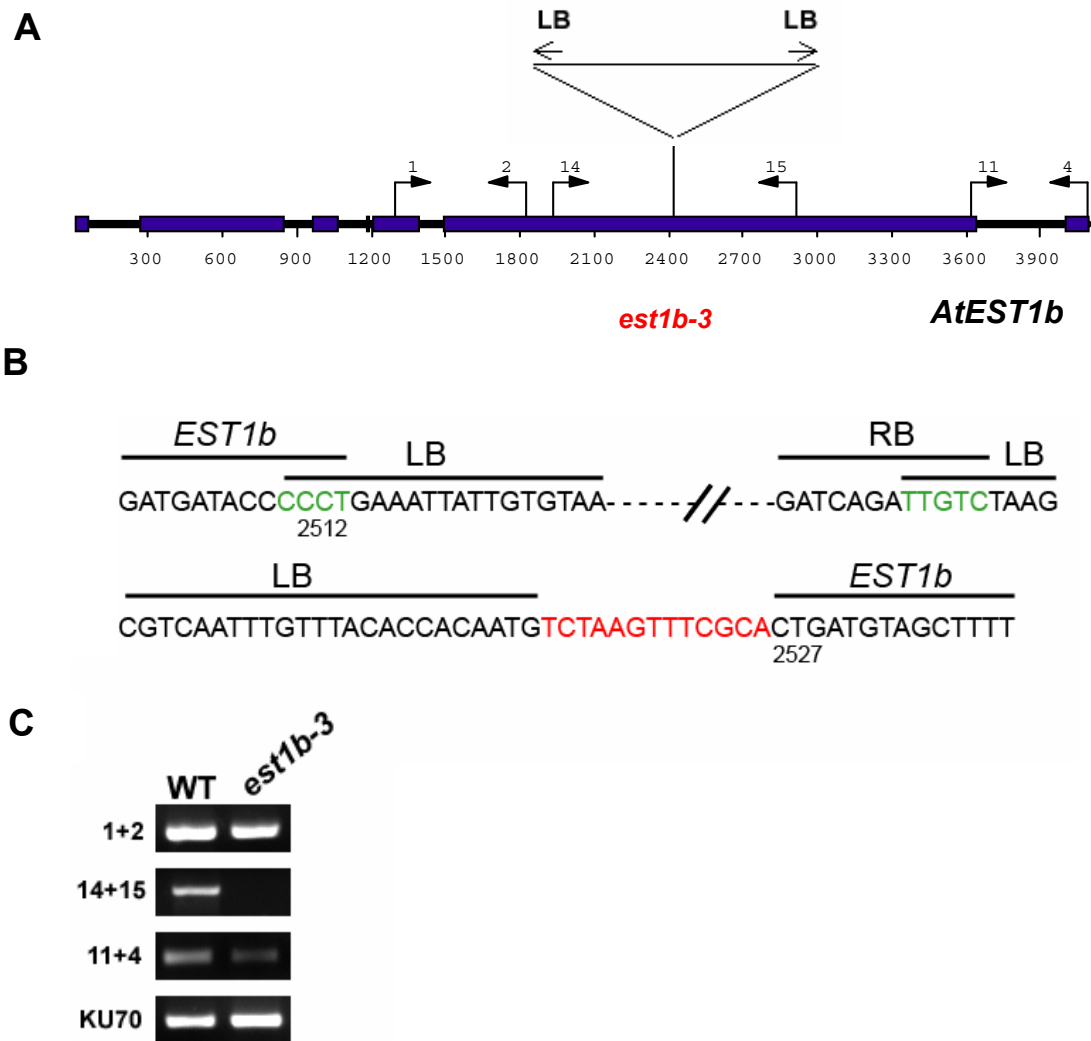 A
LB LB
1 2 14 15 11 4
300 600 900 1200 1500 1800 2100 2400 2700 3000 3300 3600 3900
est1b-3 AtEST1b
B
EST1b LB RB LB
GATGATACCCCCCTGAAATTATTGTGTAA-----//----GATCAGATTGTCTAAG
2512
LB EST1b
CGTCAATTTGTTTACACCACAATGTCTAAGTTTCGCACTGATGTAGCTTTT
2527
C
WT est1b-3
1+2
14+15
11+4
KU70